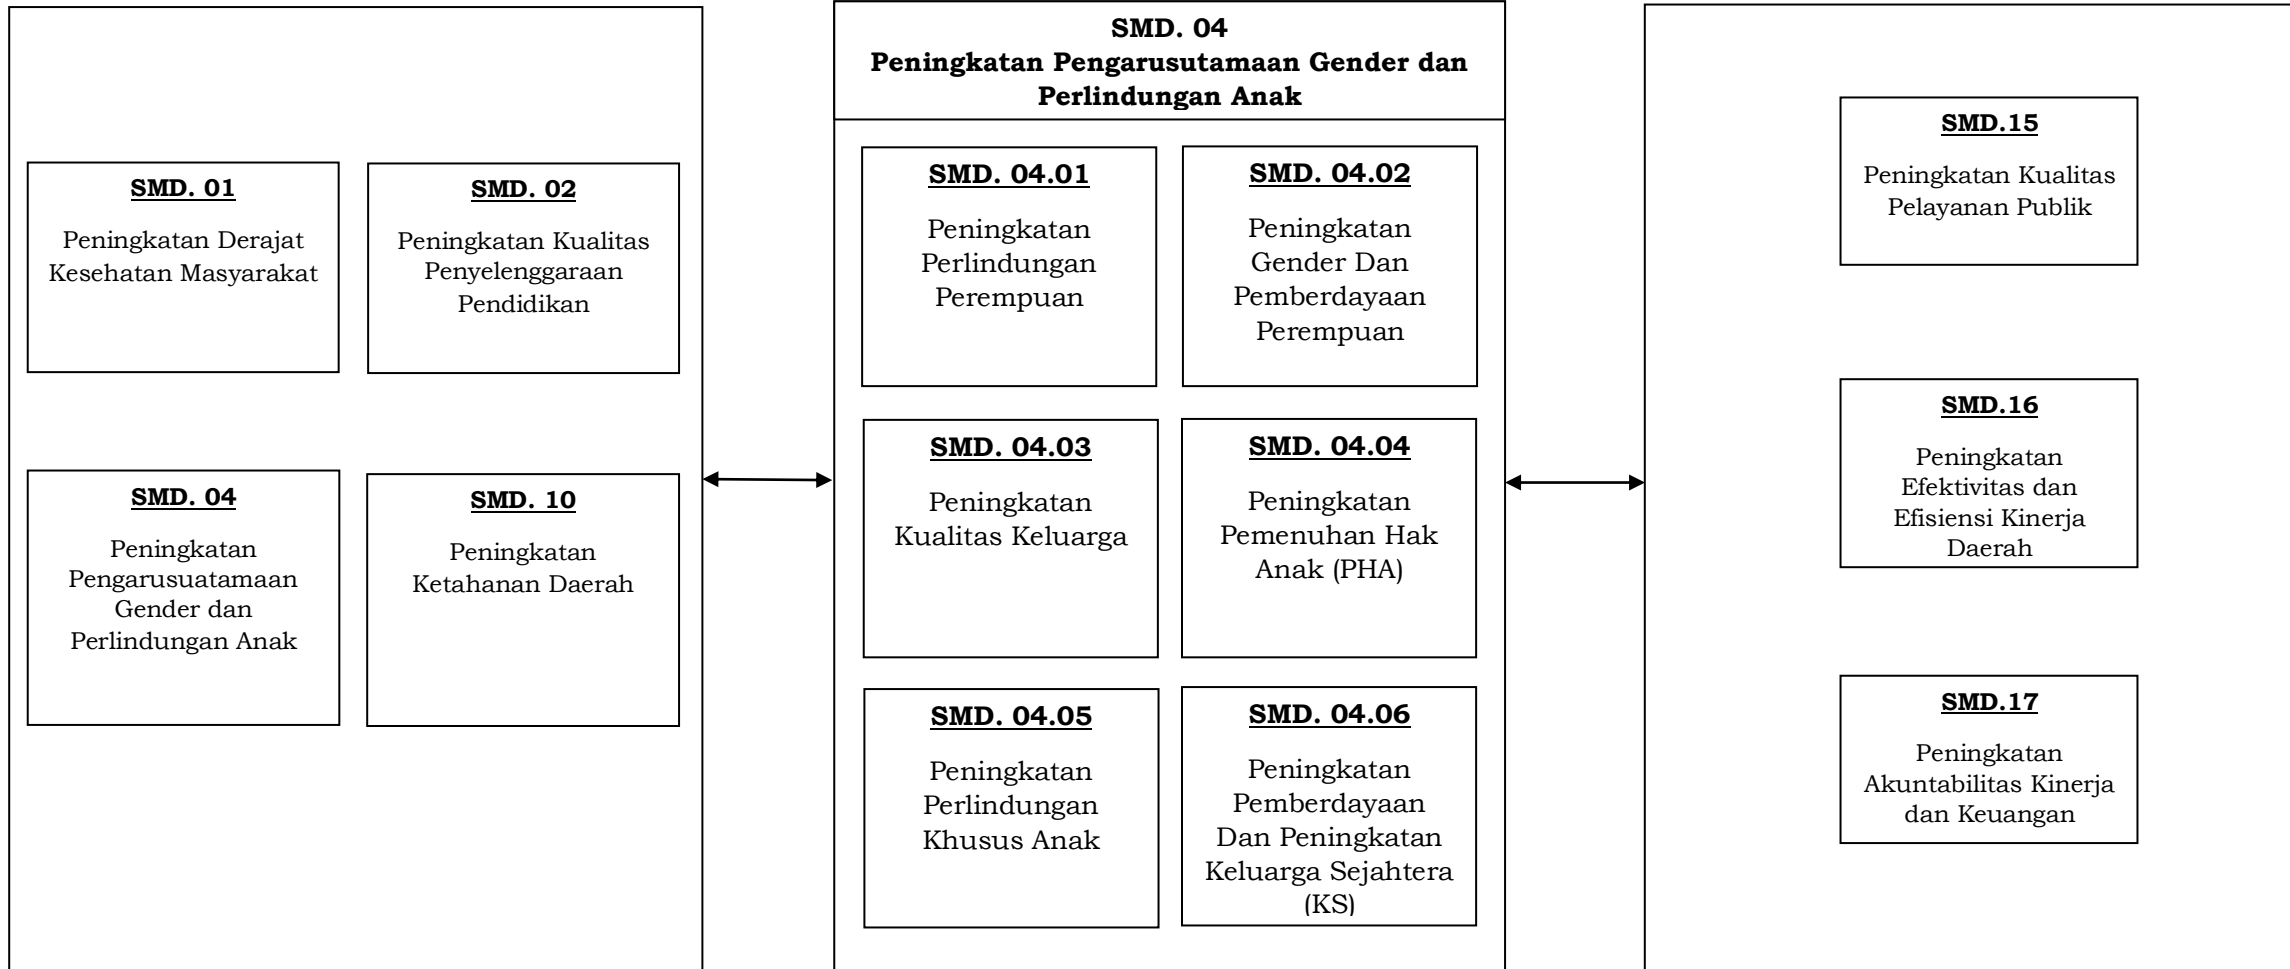 SMD. 01
Peningkatan Derajat
Kesehatan Masyarakat
SMD. 02
Peningkatan Kualitas
Penyelenggaraan
Pendidikan
SMD. 04
Peningkatan
Pengarusuatamaan
Gender dan
Perlindungan Anak
SMD. 10
Peningkatan
Ketahanan Daerah
SMD. 04
Peningkatan Pengarusutamaan Gender dan
Perlindungan Anak
SMD. 04.01
Peningkatan
Perlindungan
Perempuan
SMD. 04.02
Peningkatan
Gender Dan
Pemberdayaan
Perempuan
SMD. 04.03
Peningkatan
Kualitas Keluarga
SMD. 04.04
Peningkatan
Pemenuhan Hak
Anak (PHA)
SMD. 04.05
Peningkatan
Perlindungan
Khusus Anak
SMD. 04.06
Peningkatan
Pemberdayaan
Dan Peningkatan
Keluarga Sejahtera
(KS)
SMD.15
Peningkatan Kualitas
Pelayanan Publik
SMD.16
Peningkatan
Efektivitas dan
Efisiensi Kinerja
Daerah
SMD.17
Peningkatan
Akuntabilitas Kinerja
dan Keuangan